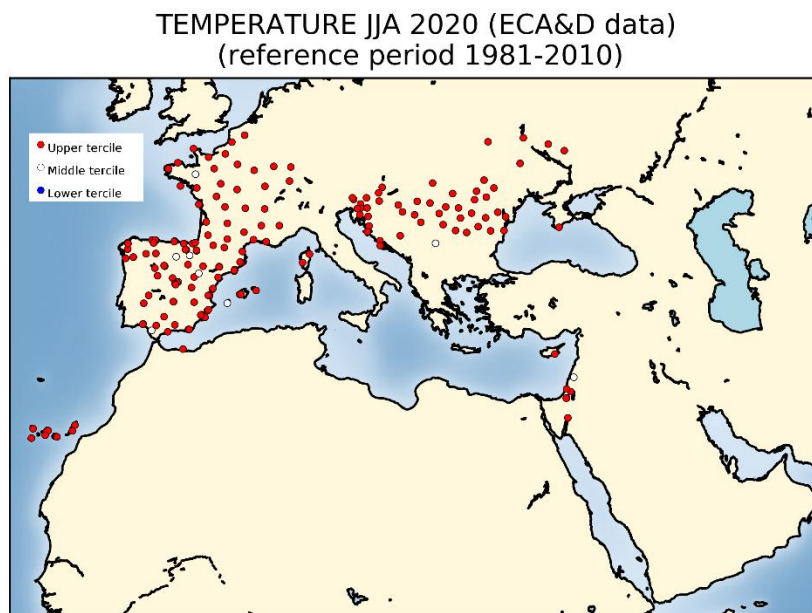 TEMPERATURE JJA 2020 (ECA&D data)
(reference period 1981-2010)
Upper tercile
Middle tercile
Lower tercile